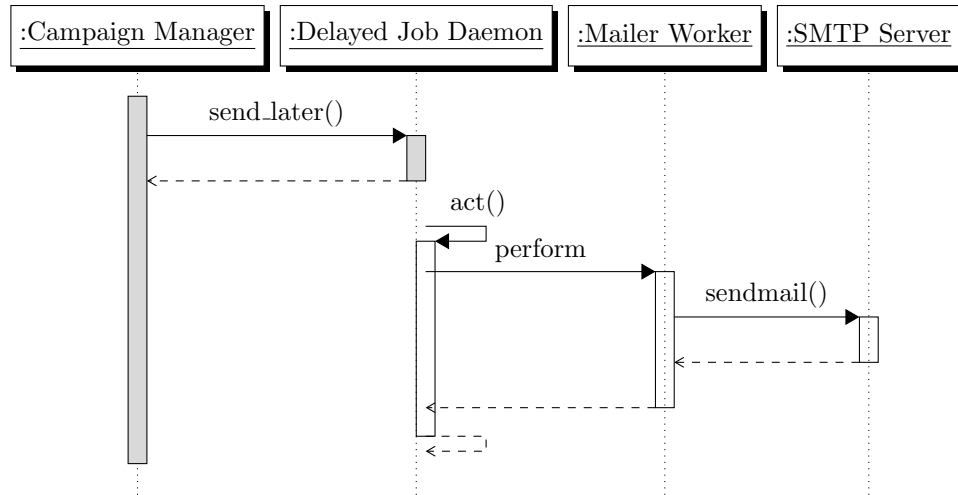 :Campaign Manager
:Delayed Job Daemon
:Mailer Worker
:SMTP Server
send_later()
act()
perform
sendmail()